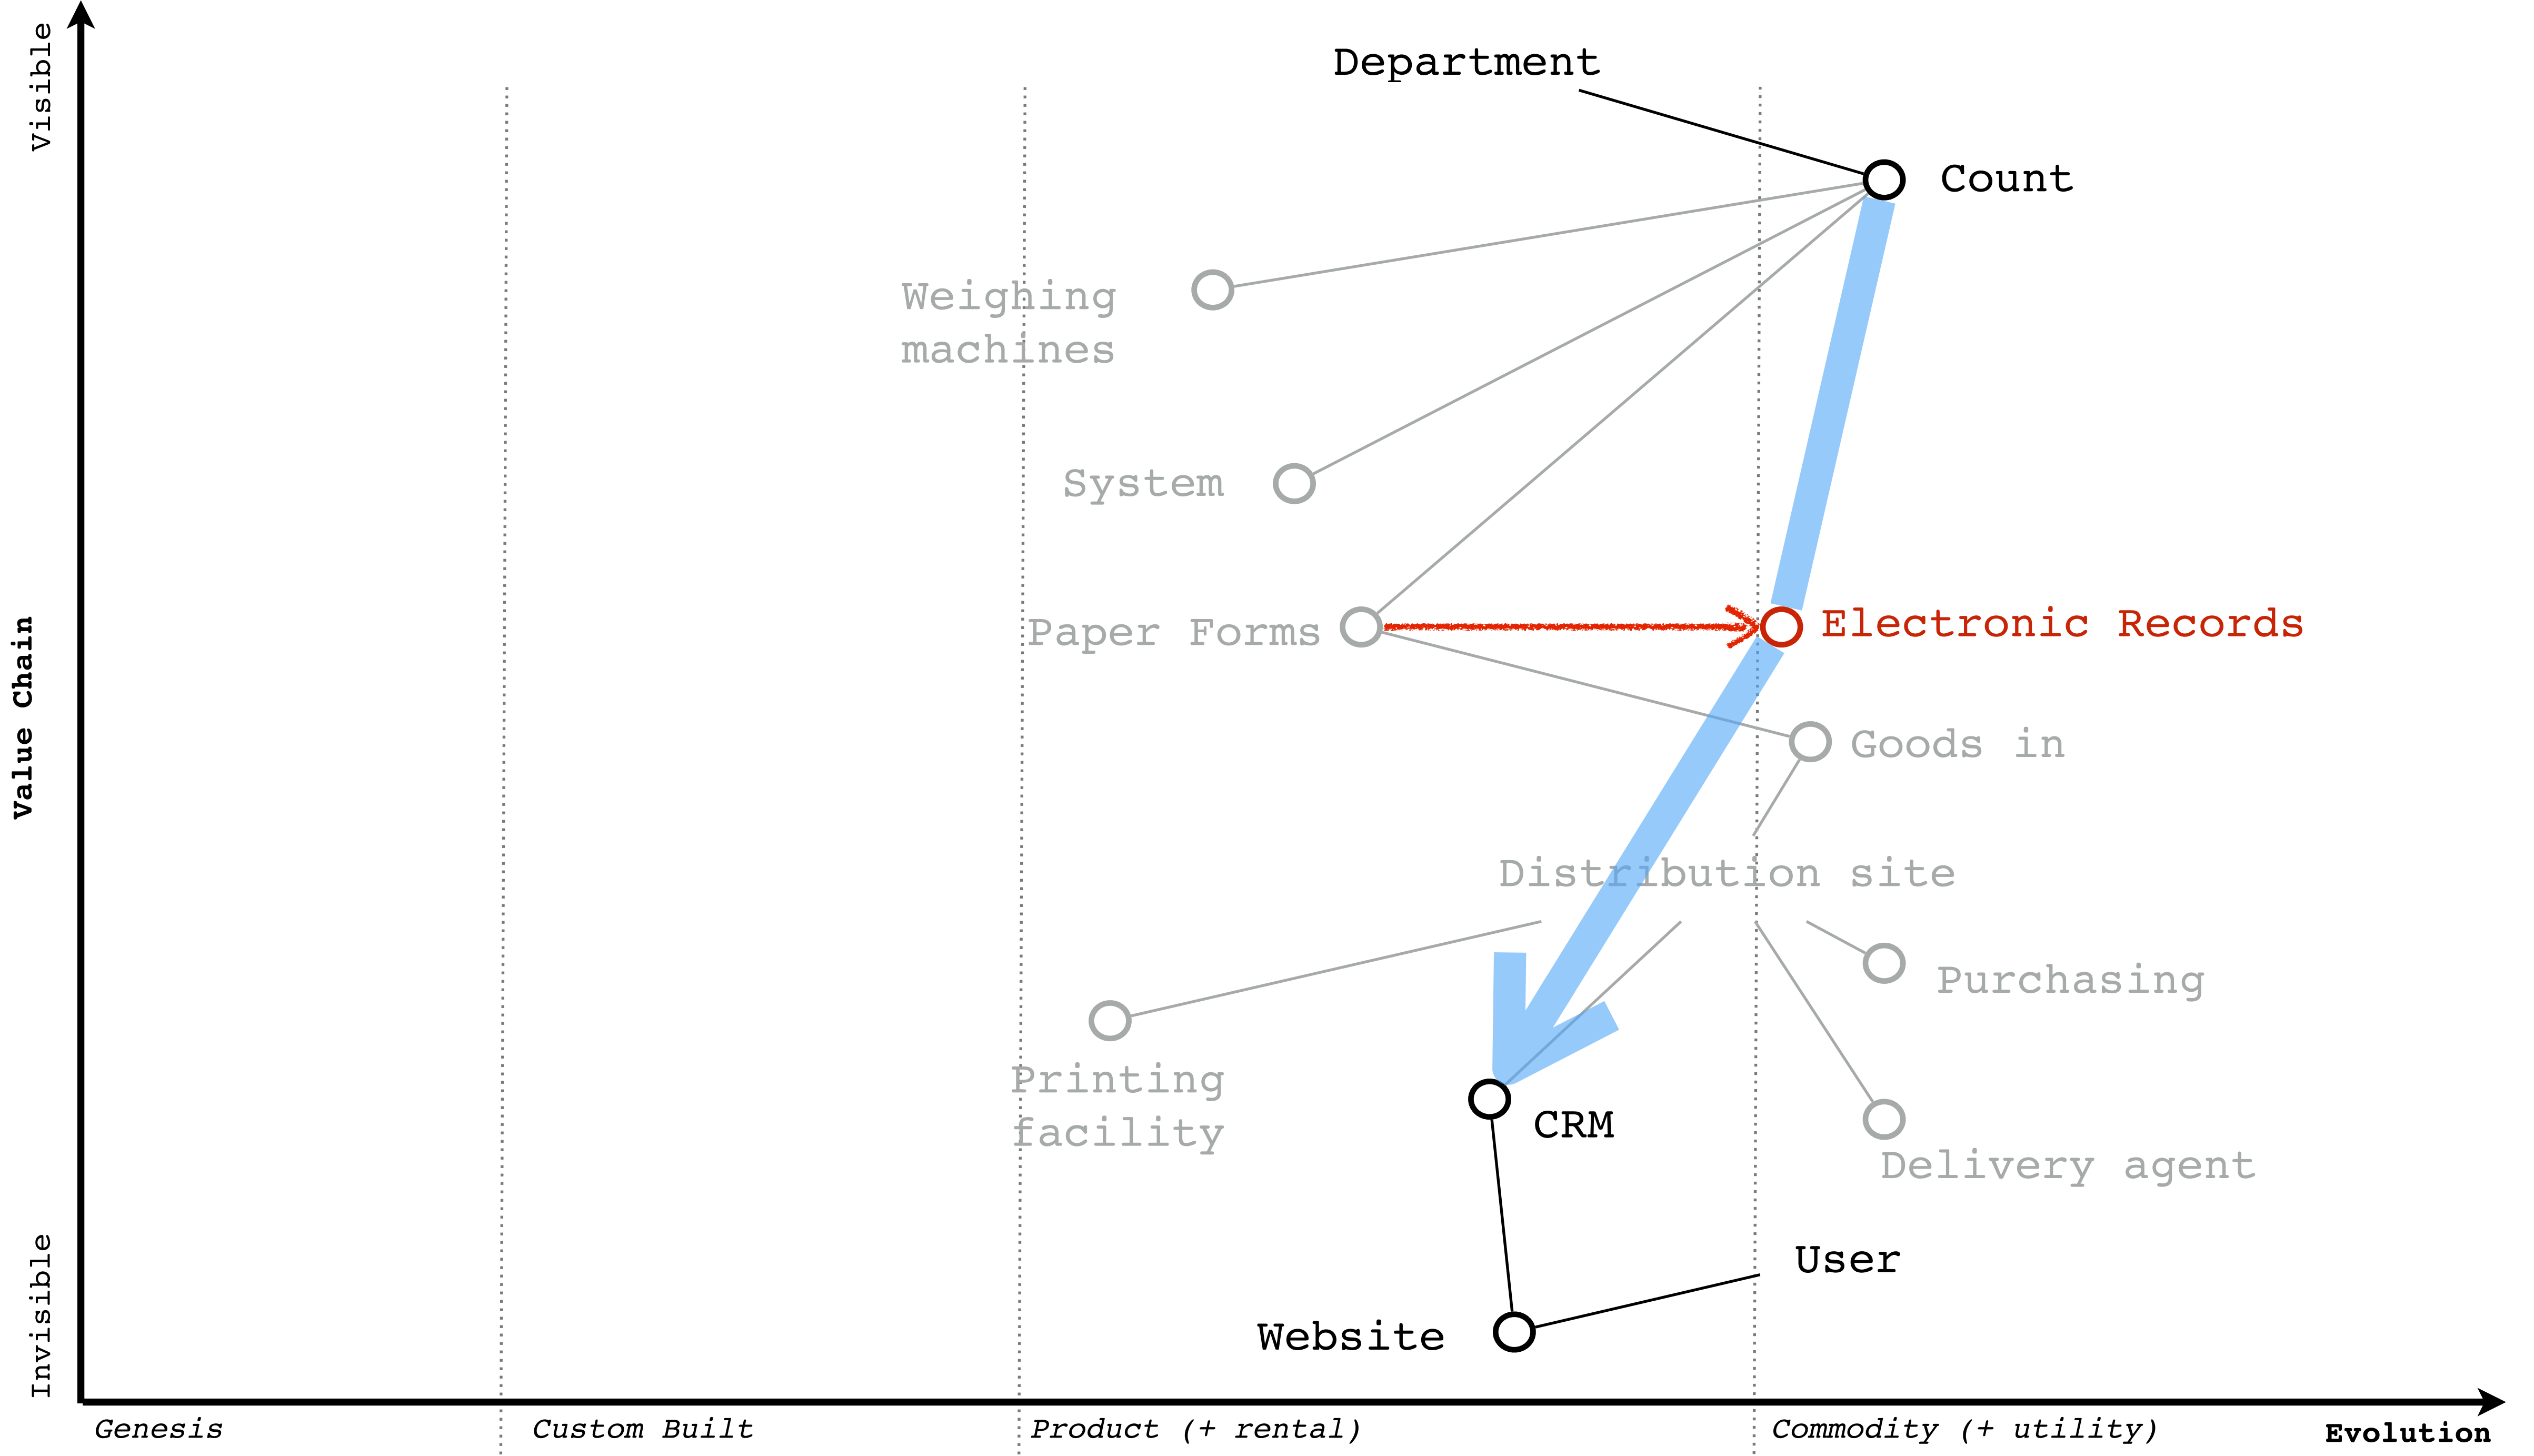 Visible
Department
Count
Weighing
machines
System
Electronic Records
Paper Forms
Value Chain
Goods in
Distribution site
Purchasing
Printing
facility
CRM
Delivery agent
Invisible
User
Website
Genesis
Custom Built
Product (+ rental)
Commodity (+ utility)
Evolution